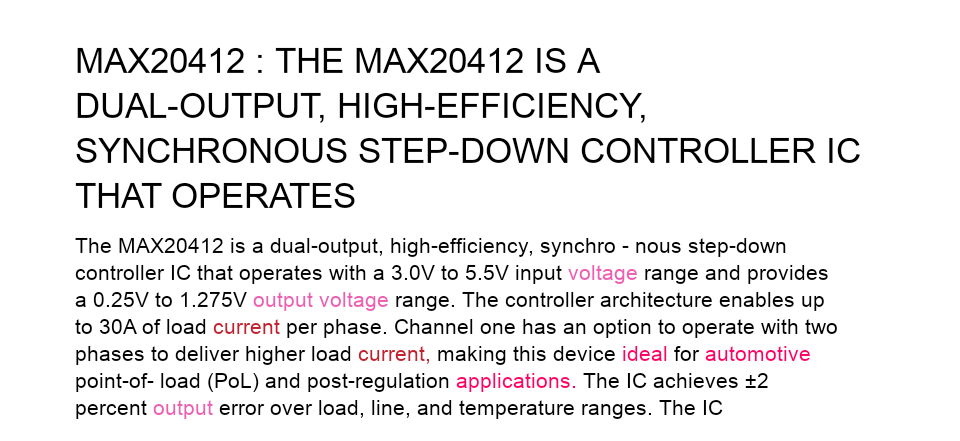 MAX20412 : THE MAX20412 IS A
DUAL-OUTPUT, HIGH-EFFICIENCY,
SYNCHRONOUS STEP-DOWN CONTROLLER IC
THAT OPERATES
The MAX20412 is a dual-output, high-efficiency, synchro - nous step-down
controller IC that operates with a 3.0V to 5.5V input voltage range and provides
a 0.25V to 1.275V output voltage range. The controller architecture enables up
to 30A of load current per phase. Channel one has an option to operate with two
phases to deliver higher load current, making this device ideal for automotive
point-of- load (PoL) and post-regulation applications. The IC achieves ±2
percent output error over load, line, and temperature ranges. The IC